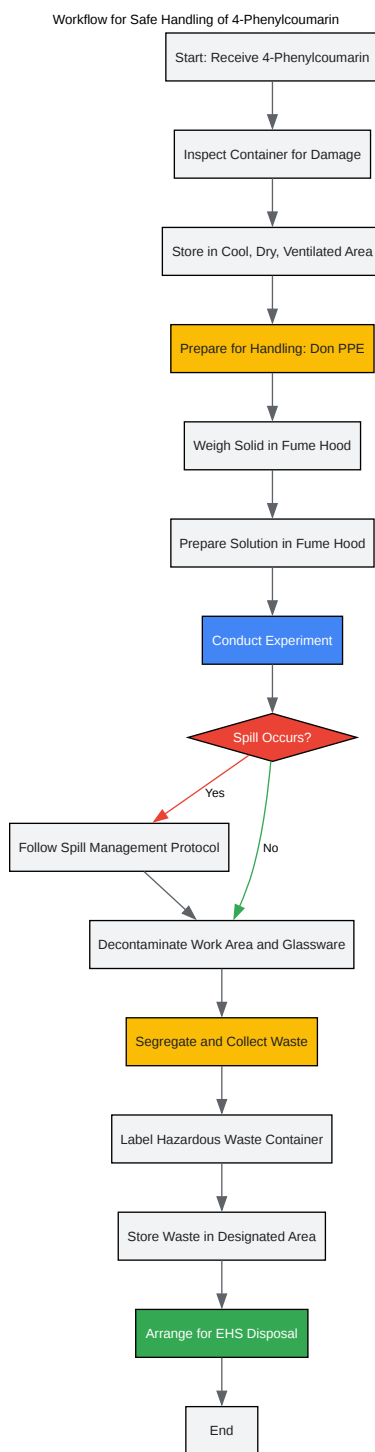 Workflow for Safe Handling of 4-Phenylcoumarin
Start: Receive 4-Phenylcoumarin
Inspect Container for Damage
Store in Cool, Dry, Ventilated Area
Prepare for Handling: Don PPE
Weigh Solid in Fume Hood
Prepare Solution in Fume Hood
Conduct Experiment
Spill Occurs?
Yes
Follow Spill Management Protocol
No
Decontaminate Work Area and Glassware
Segregate and Collect Waste
Label Hazardous Waste Container
Store Waste in Designated Area
Arrange for EHS Disposal
End